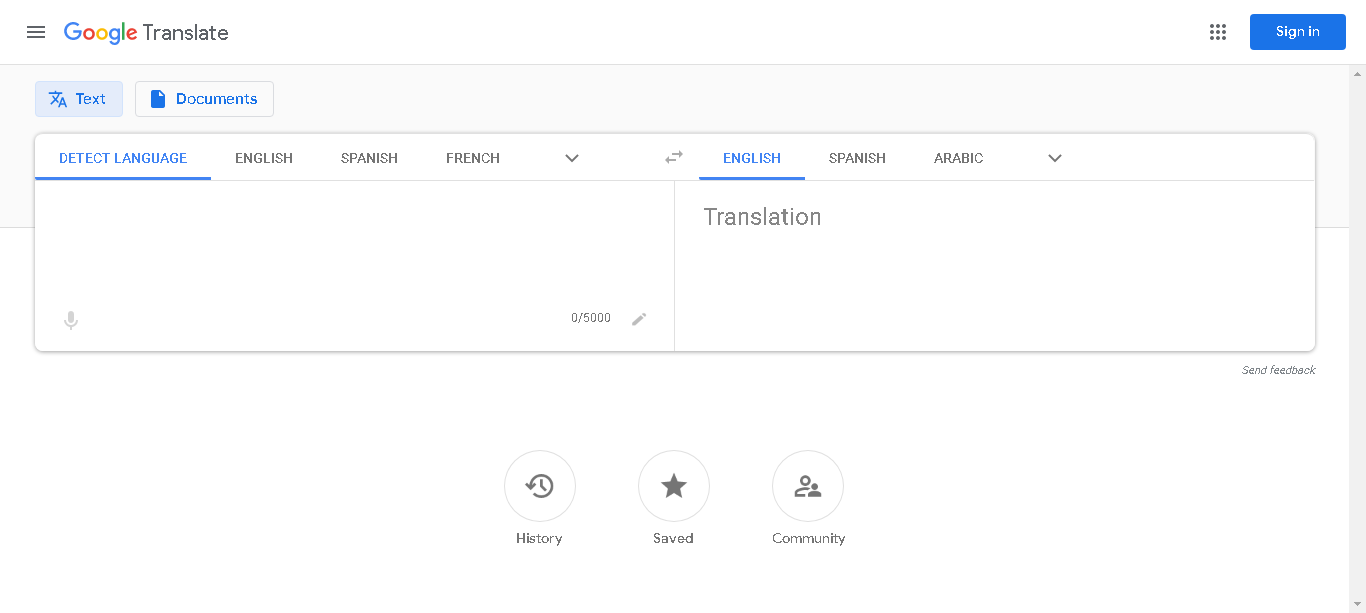 Google Translate
Sign in
Text
Documents
DETECT LANGUAGE ENGLISH SPANISH FRENCH
ENGLISH SPANISH ARABIC
Translation
0/5000
Send feedback
History
Saved
Community